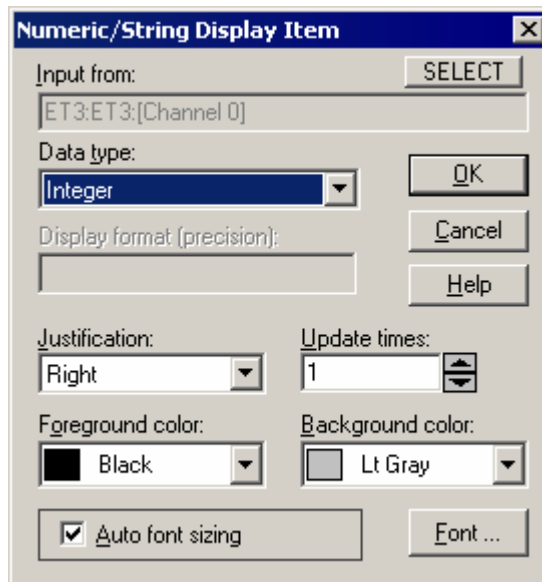 Numeric/String Display Item
Input from:
SELECT
ET3:ET3:[Channel 0]
Data type:
Integer
OK
Display format (precision):
Cancel
Help
Justification:
Update times:
Right
1
Foreground color:
Background color:
Black
Lt Gray
Auto font sizing
Font ...